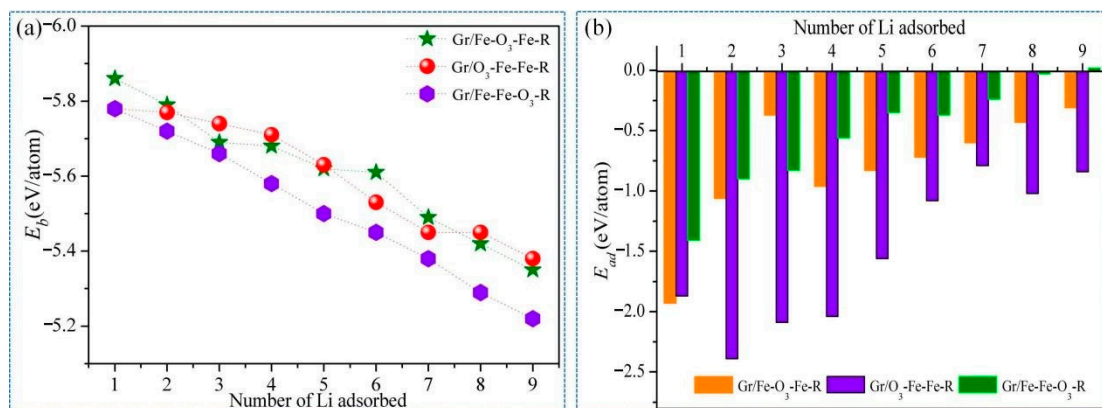 (a)
−6.0
−5.8
−5.6
−5.4
−5.2
E_b(eV/atom)
1 2 3 4 5 6 7 8 9
Number of Li adsorbed
Gr/Fe-O₃-Fe-R
Gr/O₃-Fe-Fe-R
Gr/Fe-Fe-O₃-R
(b)
Number of Li adsorbed
1 2 3 4 5 6 7 8 9
0.0
−0.5
−1.0
−1.5
−2.0
−2.5
E_ad(eV/atom)
Gr/Fe-O₃-Fe-R Gr/O₃-Fe-Fe-R Gr/Fe-Fe-O₃-R